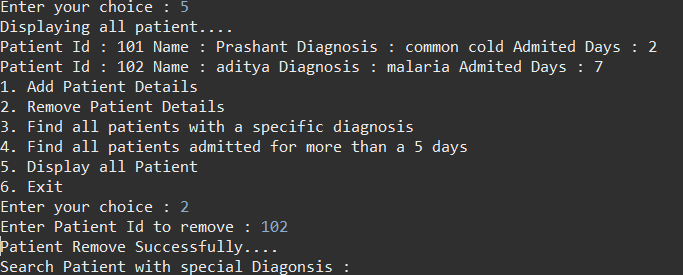 Enter your choice : 5
Displaying all patient....
Patient Id : 101 Name : Prashant Diagnosis : common cold Admited Days : 2
Patient Id : 102 Name : aditya Diagnosis : malaria Admited Days : 7
1. Add Patient Details
2. Remove Patient Details
3. Find all patients with a specific diagnosis
4. Find all patients admitted for more than a 5 days
5. Display all Patient
6. Exit
Enter your choice : 2
Enter Patient Id to remove : 102
Patient Remove Successfully....
Search Patient with special Diagonsis :